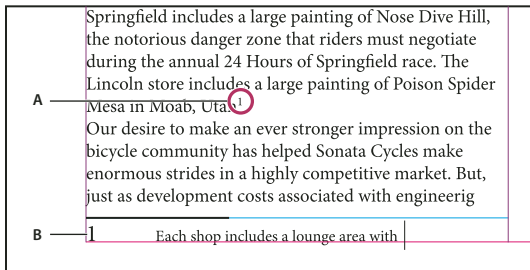 Springfield includes a large painting of Nose Dive Hill,
the notorious danger zone that riders must negotiate
during the annual 24 Hours of Springfield race. The
Lincoln store includes a large painting of Poison Spider
A
Mesa in Moab, Utah1
Our desire to make an ever stronger impression on the
bicycle community has helped Sonata Cycles make
enormous strides in a highly competitive market. But,
just as development costs associated with engineerig
B
1 Each shop includes a lounge area with